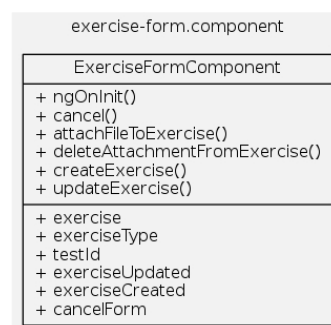 exercise-form.component
ExerciseFormComponent
+ ngOnInit()
+ cancel()
+ attachFileToExercise()
+ deleteAttachmentFromExercise()
+ createExercise()
+ updateExercise()
+ exercise
+ exerciseType
+ testId
+ exerciseUpdated
+ exerciseCreated
+ cancelForm